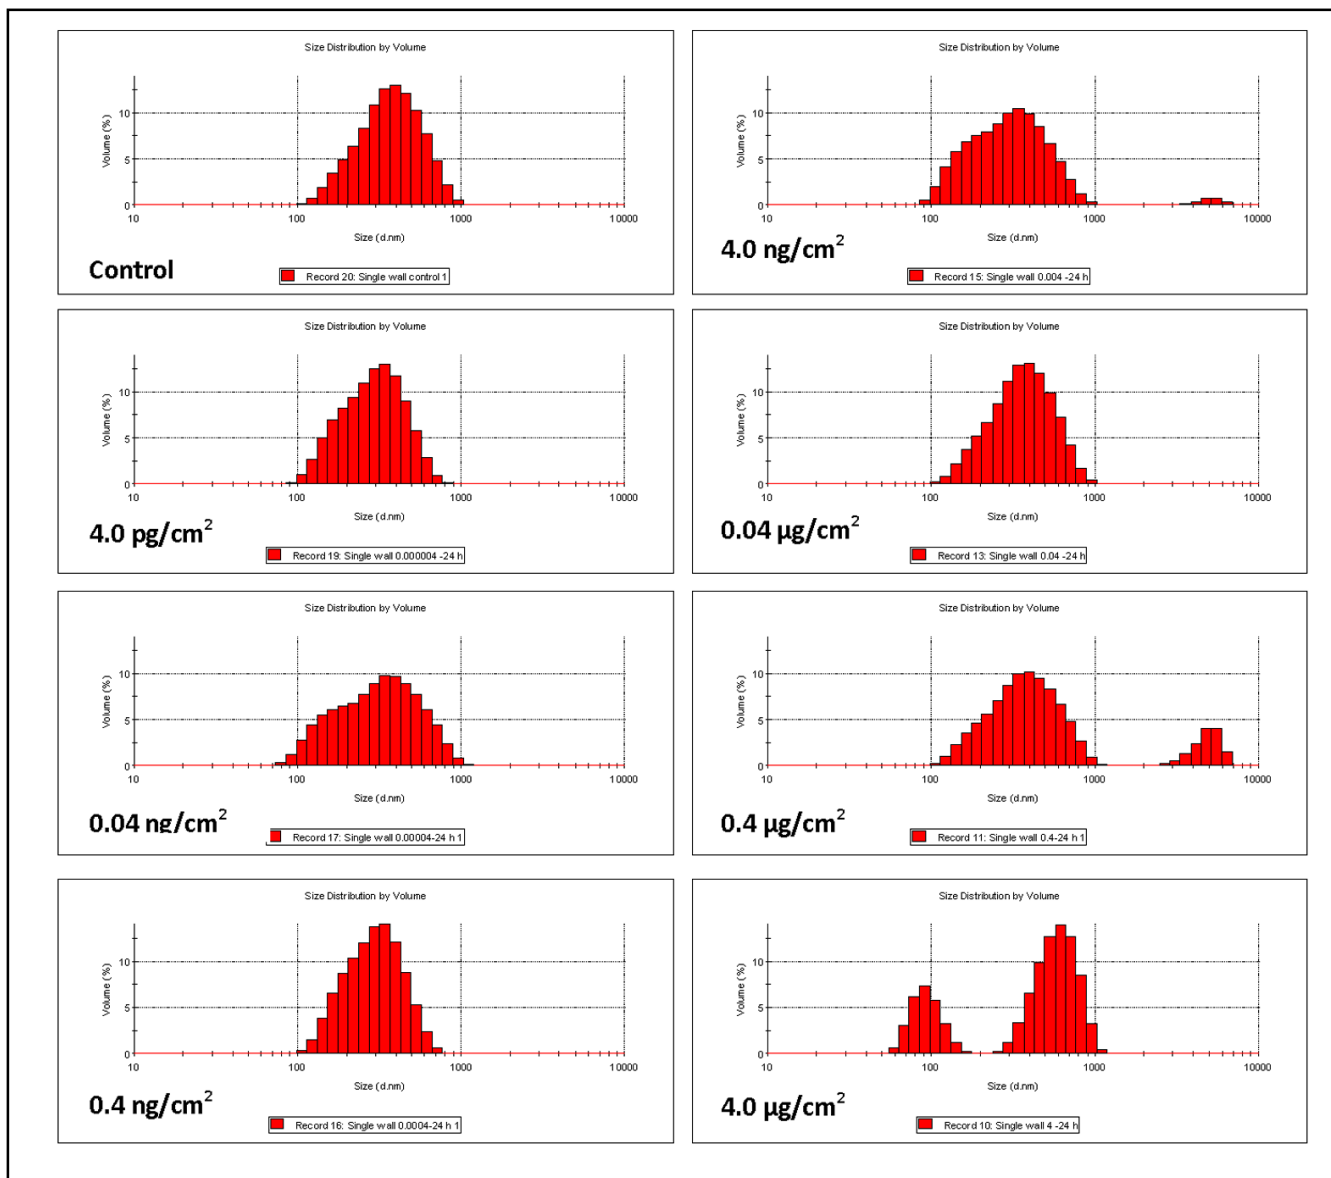 Size Distribution by Volume
Volume (%)
10
5
0
10 100 1000 10000
Size (d.nm)
Control
Record 20: Single wall control 1
Size Distribution by Volume
Volume (%)
10
5
0
10 100 1000 10000
Size (d.nm)
4.0 ng/cm²
Record 15: Single wall 0.004 -24 h
Size Distribution by Volume
Volume (%)
10
5
0
10 100 1000 10000
Size (d.nm)
4.0 pg/cm²
Record 19: Single wall 0.000004 -24 h
Size Distribution by Volume
Volume (%)
10
5
0
10 100 1000 10000
Size (d.nm)
0.04 µg/cm²
Record 13: Single wall 0.04 -24 h
Size Distribution by Volume
Volume (%)
10
5
0
10 100 1000 10000
Size (d.nm)
0.04 ng/cm²
Record 17: Single wall 0.00004-24 h 1
Size Distribution by Volume
Volume (%)
10
5
0
10 100 1000 10000
Size (d.nm)
0.4 µg/cm²
Record 11: Single wall 0.4-24 h 1
Size Distribution by Volume
Volume (%)
10
5
0
10 100 1000 10000
Size (d.nm)
0.4 ng/cm²
Record 16: Single wall 0.0004-24 h 1
Size Distribution by Volume
Volume (%)
10
5
0
10 100 1000 10000
Size (d.nm)
4.0 µg/cm²
Record 10: Single wall 4 -24 h